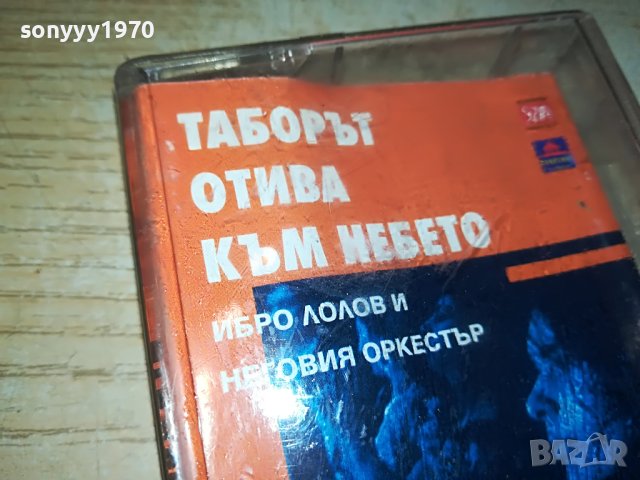 sonyyy1970
ТАБОРЪТ
ОТИВА
КЪМ НЕБЕТО
ИБРО ЛОЛОВ И
НЕГОВИЯ ОРКЕСТЪР
BAZAR